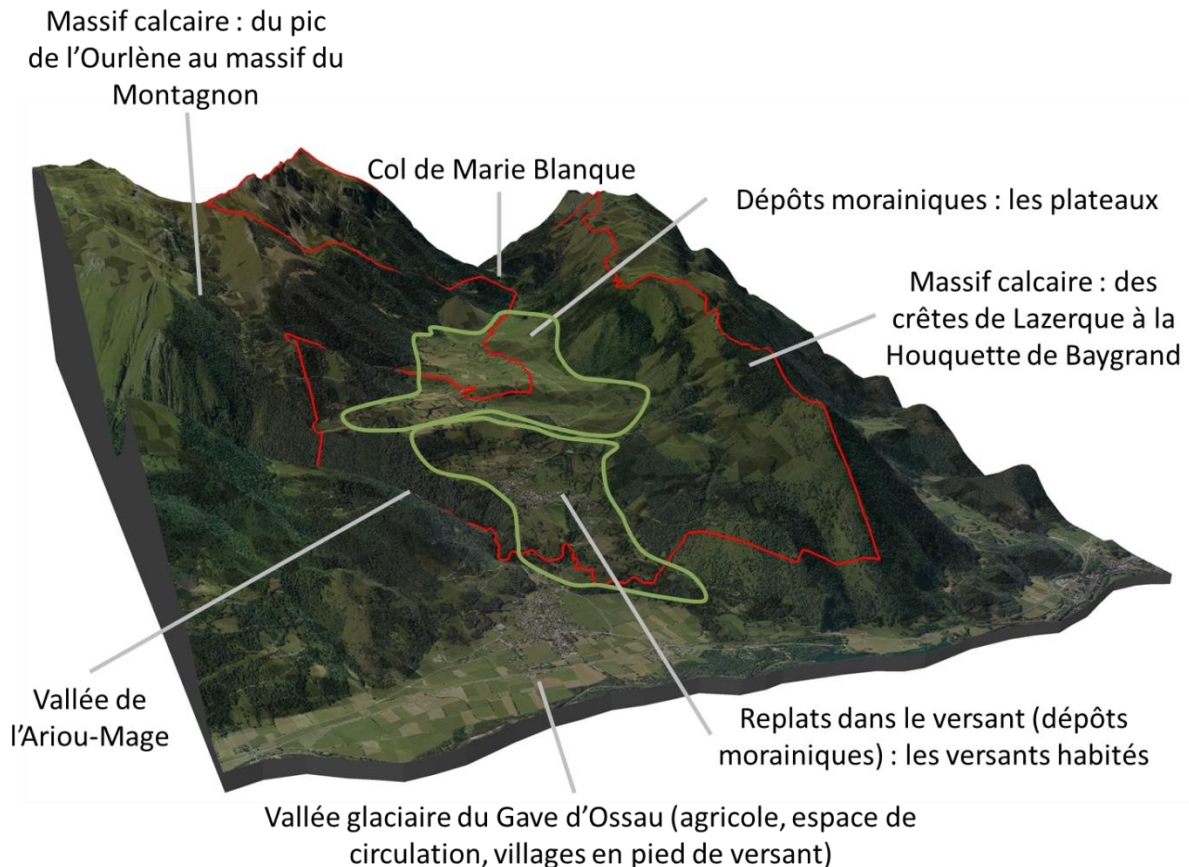 Massif calcaire : du pic
de l’Ourlène au massif du
Montagnon
Col de Marie Blanque
Dépôts morainiques : les plateaux
Massif calcaire : des
crêtes de Lazerque à la
Houquette de Baygrand
Vallée de
l’Ariou-Mage
Replats dans le versant (dépôts
morainiques) : les versants habités
Vallée glaciaire du Gave d’Ossau (agricole, espace de
circulation, villages en pied de versant)